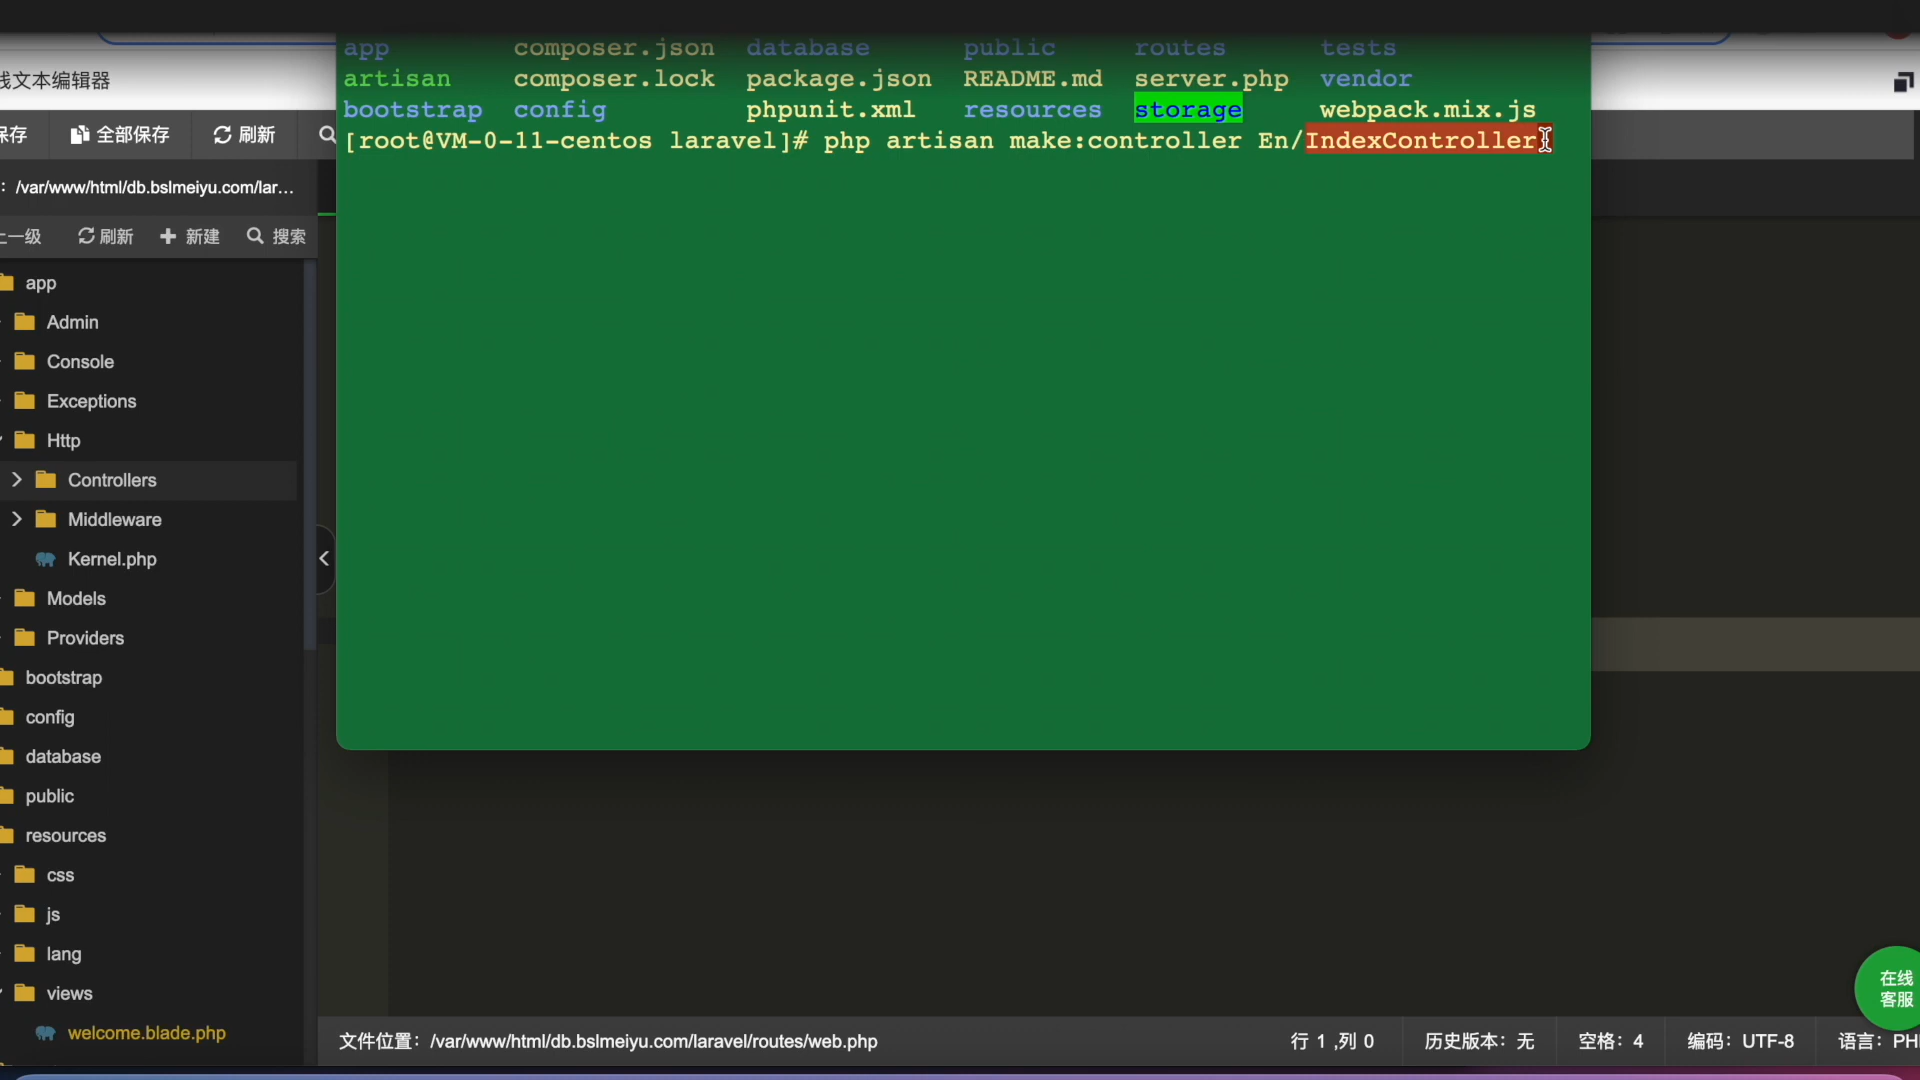 app composer.json database public routes tests
artisan composer.lock package.json README.md server.php vendor
bootstrap config phpunit.xml resources storage webpack.mix.js
[root@VM-0-11-centos laravel]# php artisan make:controller En/IndexController
线文本编辑器
保存 全部保存 刷新
: /var/www/html/db.bslmeiyu.com/lar...
上一级 刷新 新建 搜索
app
Admin
Console
Exceptions
Http
Controllers
Middleware
Kernel.php
Models
Providers
bootstrap
config
database
public
resources
css
js
lang
views
welcome.blade.php
在线
客服
文件位置： /var/www/html/db.bslmeiyu.com/laravel/routes/web.php 行 1 ,列 0 历史版本：无 空格：4 编码：UTF-8 语言：PH